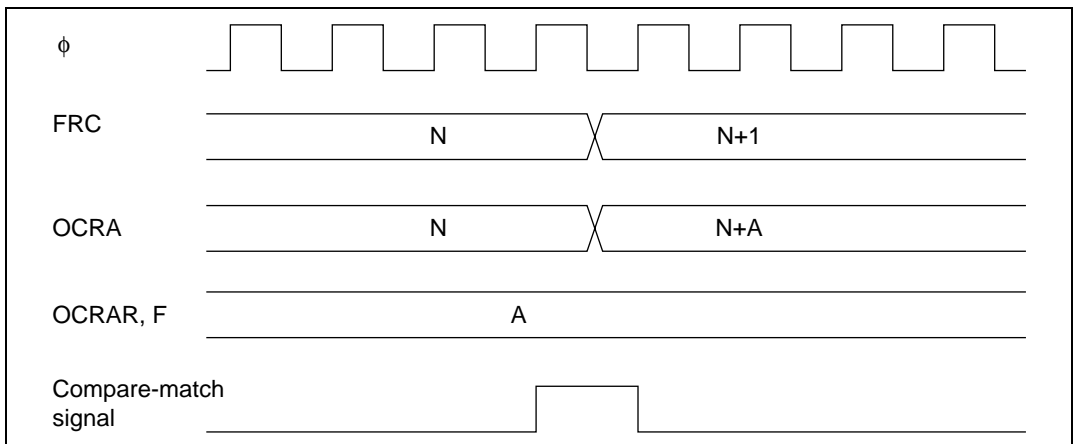 ϕ
FRC
N
N+1
OCRA
N
N+A
OCRAR, F
A
Compare-match
signal